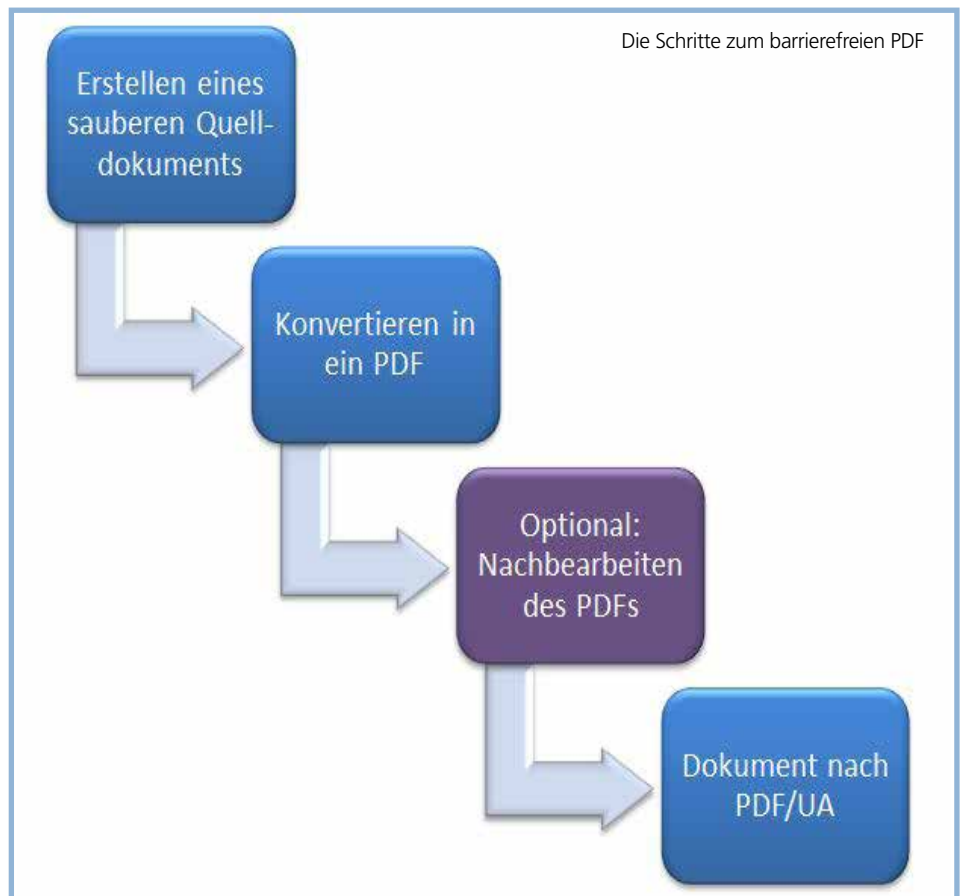 Die Schritte zum barrierefreien PDF
Erstellen eines
sauberen Quell-
dokuments
Konvertieren in
ein PDF
Optional:
Nachbearbeiten
des PDFs
Dokument nach
PDF/UA